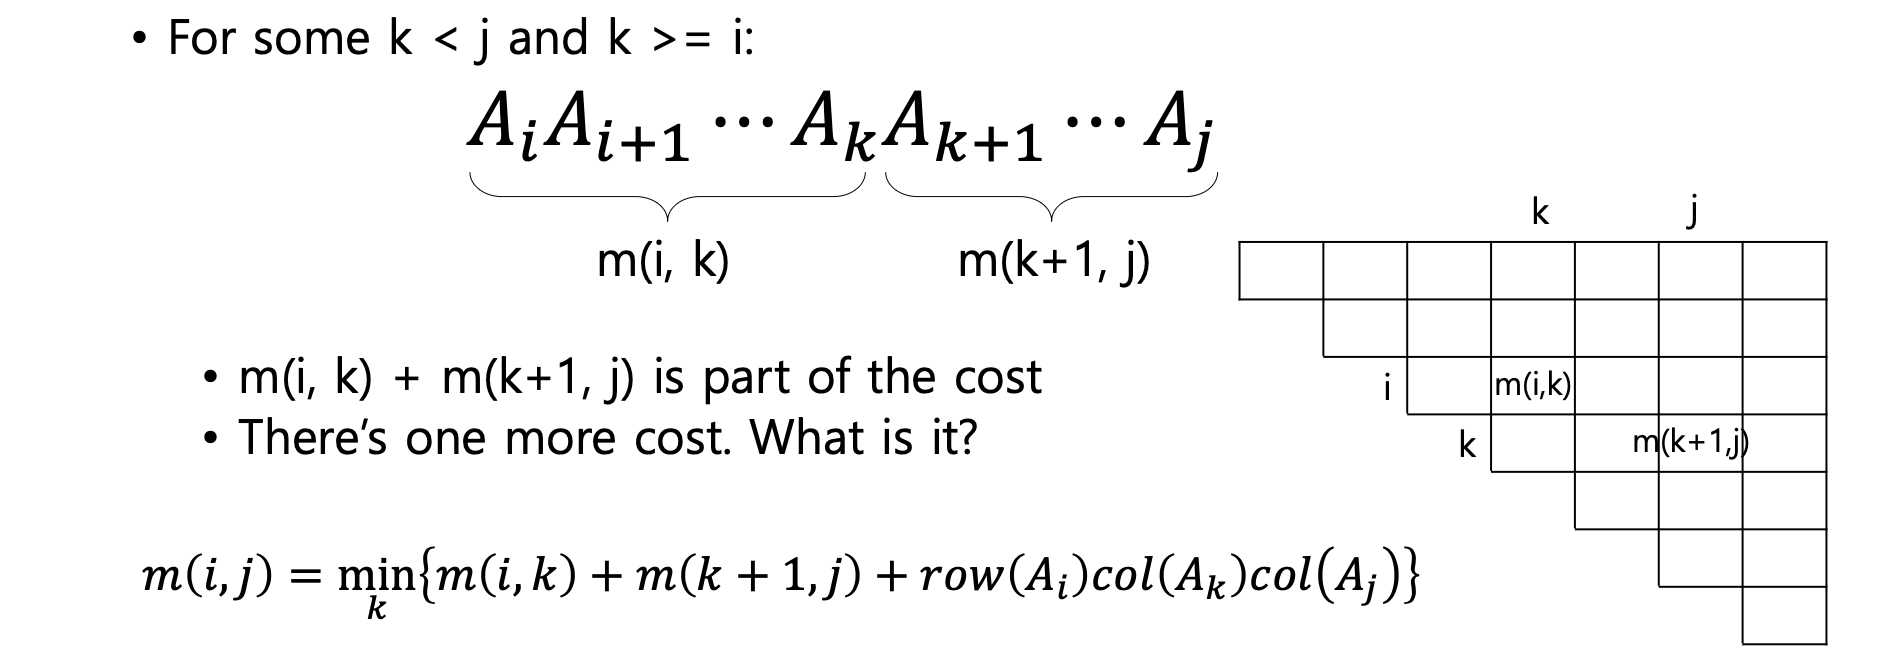 • For some k < j and k >= i:
A_i A_{i+1} ⋯ A_k A_{k+1} ⋯ A_j
m(i, k) m(k+1, j)
• m(i, k) + m(k+1, j) is part of the cost
• There’s one more cost. What is it?
m(i,j) = min_k{m(i,k) + m(k + 1,j) + row(A_i)col(A_k)col(A_j)}
k j
i m(i,k)
k m(k+1,j)